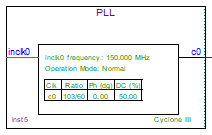 PLL
inclk0
c0
inclk0 frequency: 150.000 MHz
Operation Mode: Normal
Clk Ratio Ph (dg) DC (%)
c0 103/60 0.00 50.00
inst5
Cyclone III